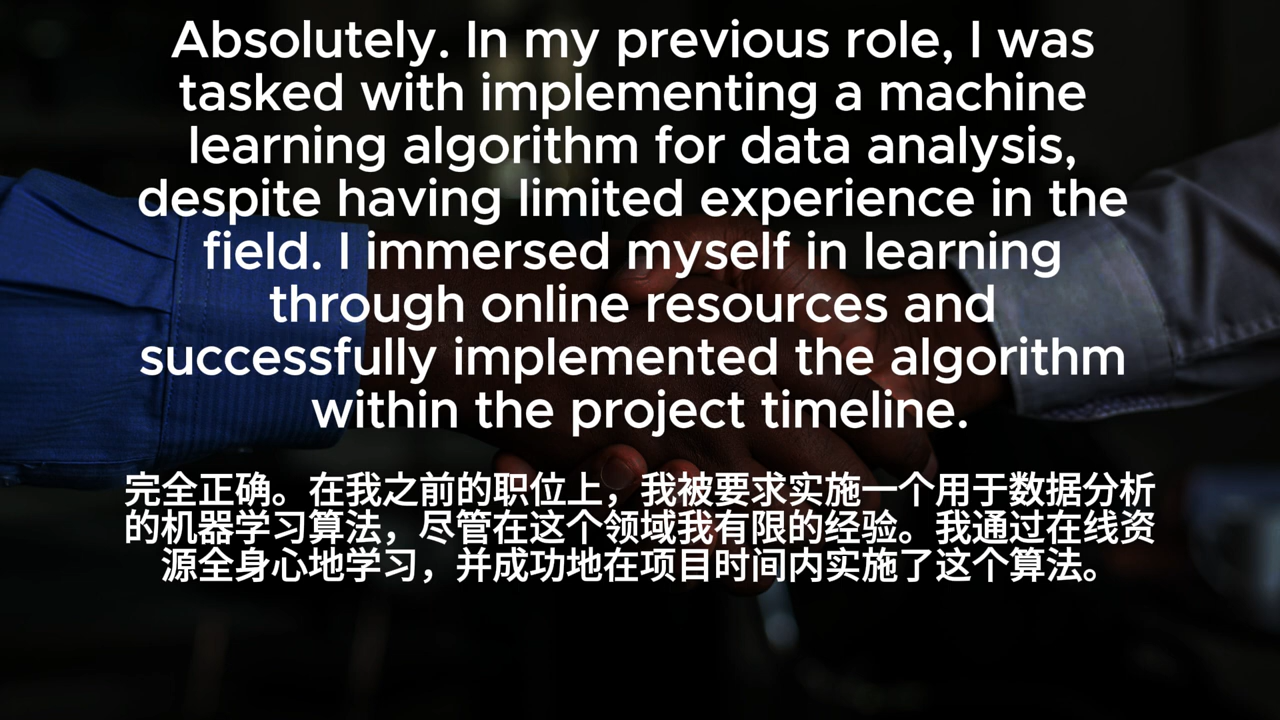 Absolutely. In my previous role, I was
tasked with implementing a machine
learning algorithm for data analysis,
despite having limited experience in the
field. I immersed myself in learning
through online resources and
successfully implemented the algorithm
within the project timeline.
完全正确。在我之前的职位上，我被要求实施一个用于数据分析
的机器学习算法，尽管在这个领域我有限的经验。我通过在线资
源全身心地学习，并成功地在项目时间内实施了这个算法。